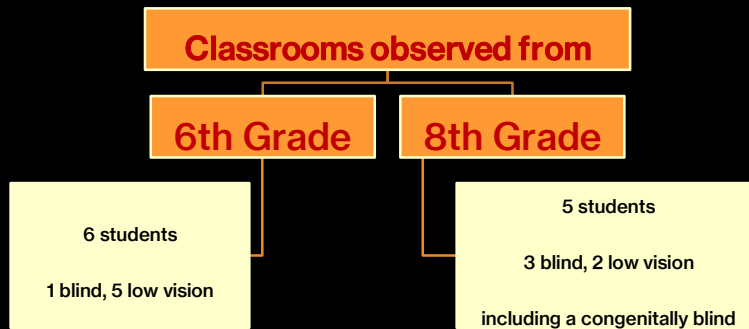 Classrooms observed from
6th Grade
8th Grade
6 students
1 blind, 5 low vision
5 students
3 blind, 2 low vision
including a congenitally blind